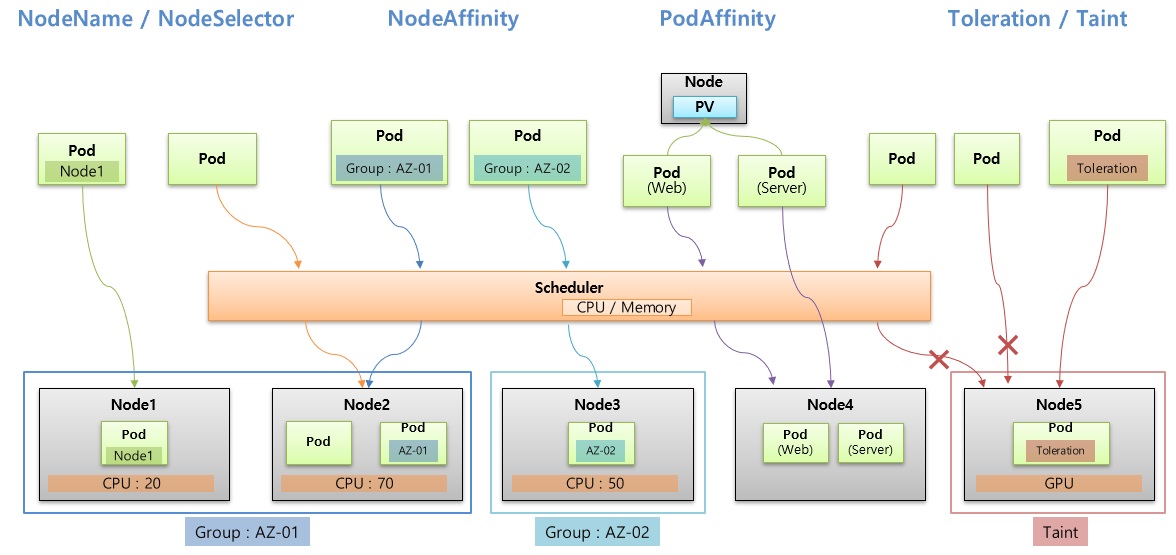 NodeName / NodeSelector
NodeAffinity
PodAffinity
Toleration / Taint
Node
PV
Pod
Node1
Pod
Pod
Group : AZ-01
Pod
Group : AZ-02
Pod
(Web)
Pod
(Server)
Pod
Pod
Pod
Toleration
Scheduler
CPU / Memory
Node1
Pod
Node1
CPU : 20
Node2
Pod
Pod
AZ-01
CPU : 70
Group : AZ-01
Node3
Pod
AZ-02
CPU : 50
Group : AZ-02
Node4
Pod
(Web)
Pod
(Server)
Node5
Pod
Toleration
GPU
Taint